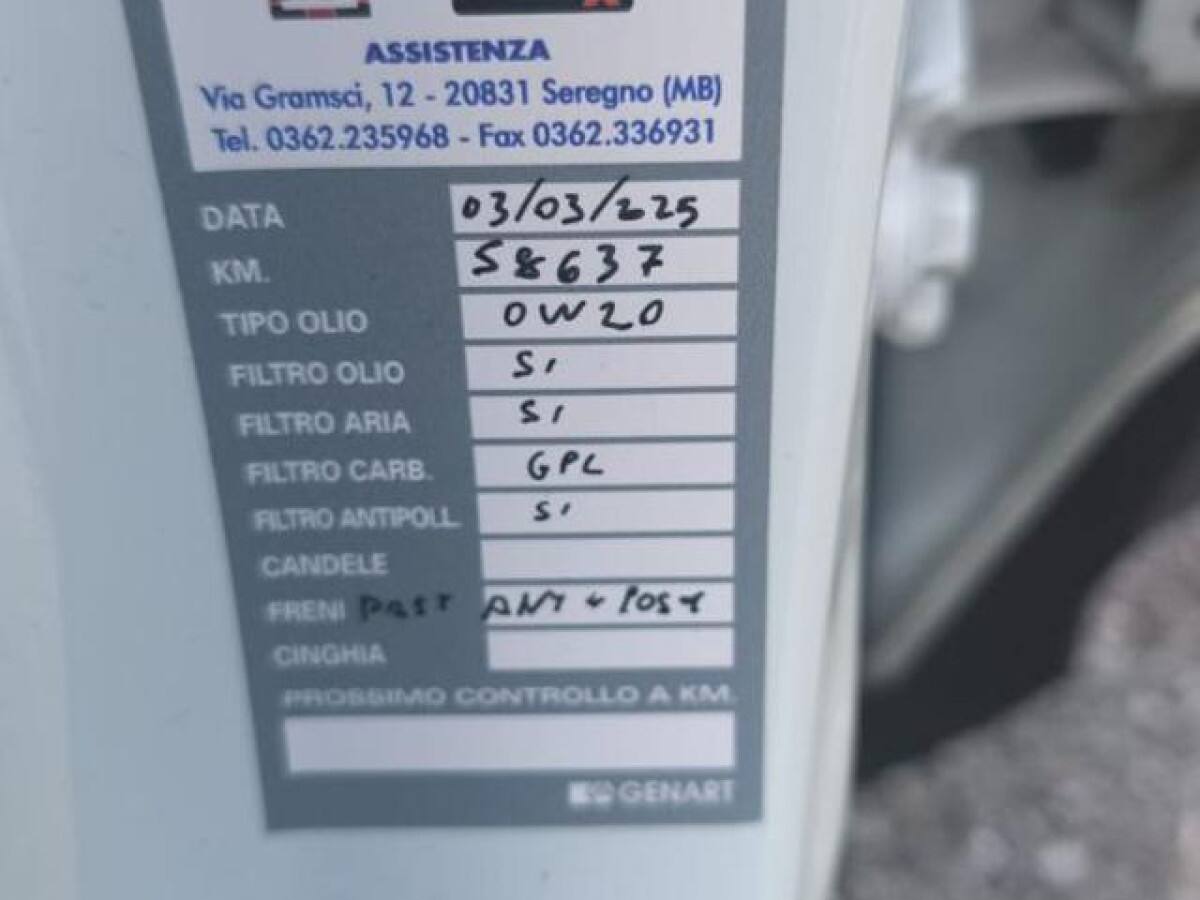 ASSISTENZA
Via Gramsci, 12 - 20831 Seregno (MB)
Tel. 0362.235968 - Fax 0362.336931
DATA 03/03/2025
KM. 58637
TIPO OLIO 0W20
FILTRO OLIO SI
FILTRO ARIA SI
FILTRO CARB. GPL
FILTRO ANTIPOLL. SI
CANDELE
FRENI PAST ANT + POST
CINGHIA
PROSSIMO CONTROLLO A KM.
GENART